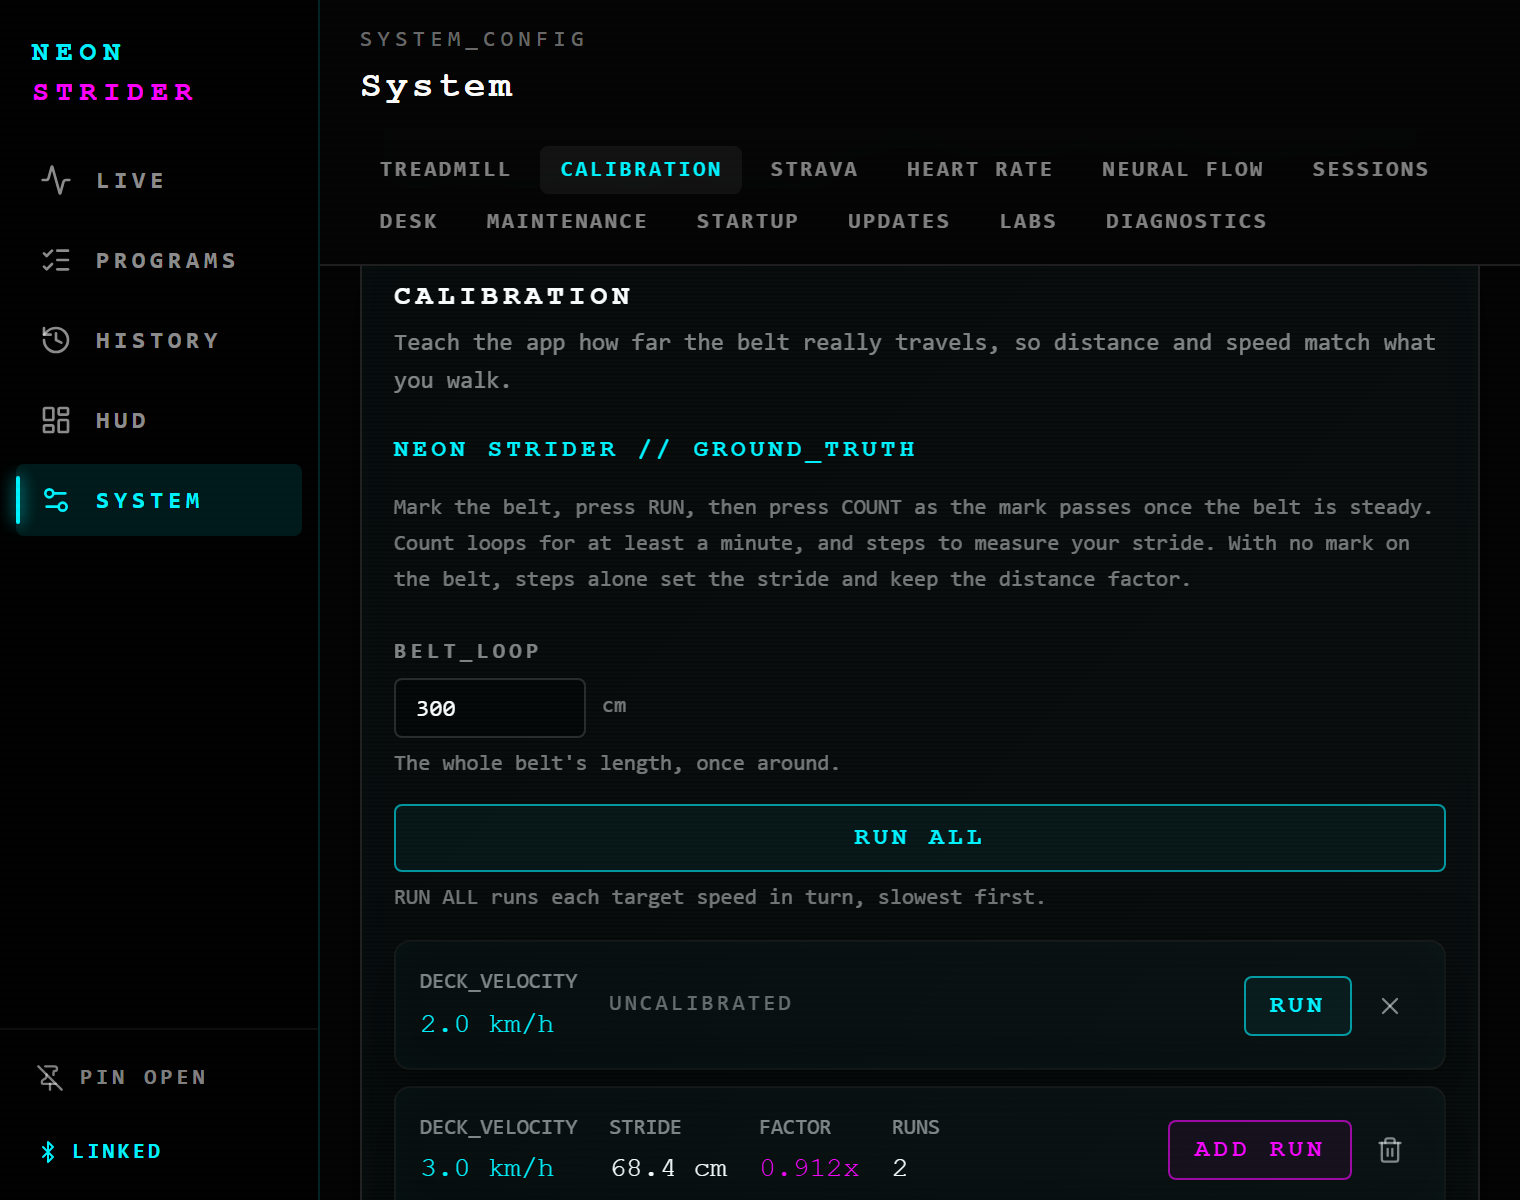 NEON
STRIDER
LIVE
PROGRAMS
HISTORY
HUD
SYSTEM
PIN OPEN
LINKED
SYSTEM_CONFIG
System
TREADMILL CALIBRATION STRAVA HEART RATE NEURAL FLOW SESSIONS
DESK MAINTENANCE STARTUP UPDATES LABS DIAGNOSTICS
CALIBRATION
Teach the app how far the belt really travels, so distance and speed match what
you walk.
NEON STRIDER // GROUND_TRUTH
Mark the belt, press RUN, then press COUNT as the mark passes once the belt is steady.
Count loops for at least a minute, and steps to measure your stride. With no mark on
the belt, steps alone set the stride and keep the distance factor.
BELT_LOOP
300 cm
The whole belt's length, once around.
RUN ALL
RUN ALL runs each target speed in turn, slowest first.
DECK_VELOCITY
2.0 km/h
UNCALIBRATED
RUN
DECK_VELOCITY STRIDE FACTOR RUNS
3.0 km/h 68.4 cm 0.912x 2
ADD RUN